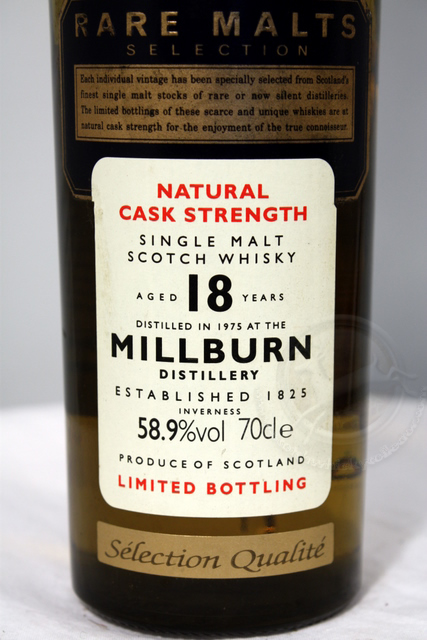 RARE MALTS
SELECTION
Each individual vintage has been specially selected from Scotland's
finest single malt stocks of rare or now silent distilleries.
The limited bottlings of these scarce and unique whiskies are at
natural cask strength for the enjoyment of the true connoisseur.
NATURAL
CASK STRENGTH
SINGLE MALT
SCOTCH WHISKY
AGED 18 YEARS
DISTILLED IN 1975 AT THE
MILLBURN
DISTILLERY
ESTABLISHED 1825
INVERNESS
58.9%vol 70cl e
PRODUCE OF SCOTLAND
LIMITED BOTTLING
Sélection Qualité